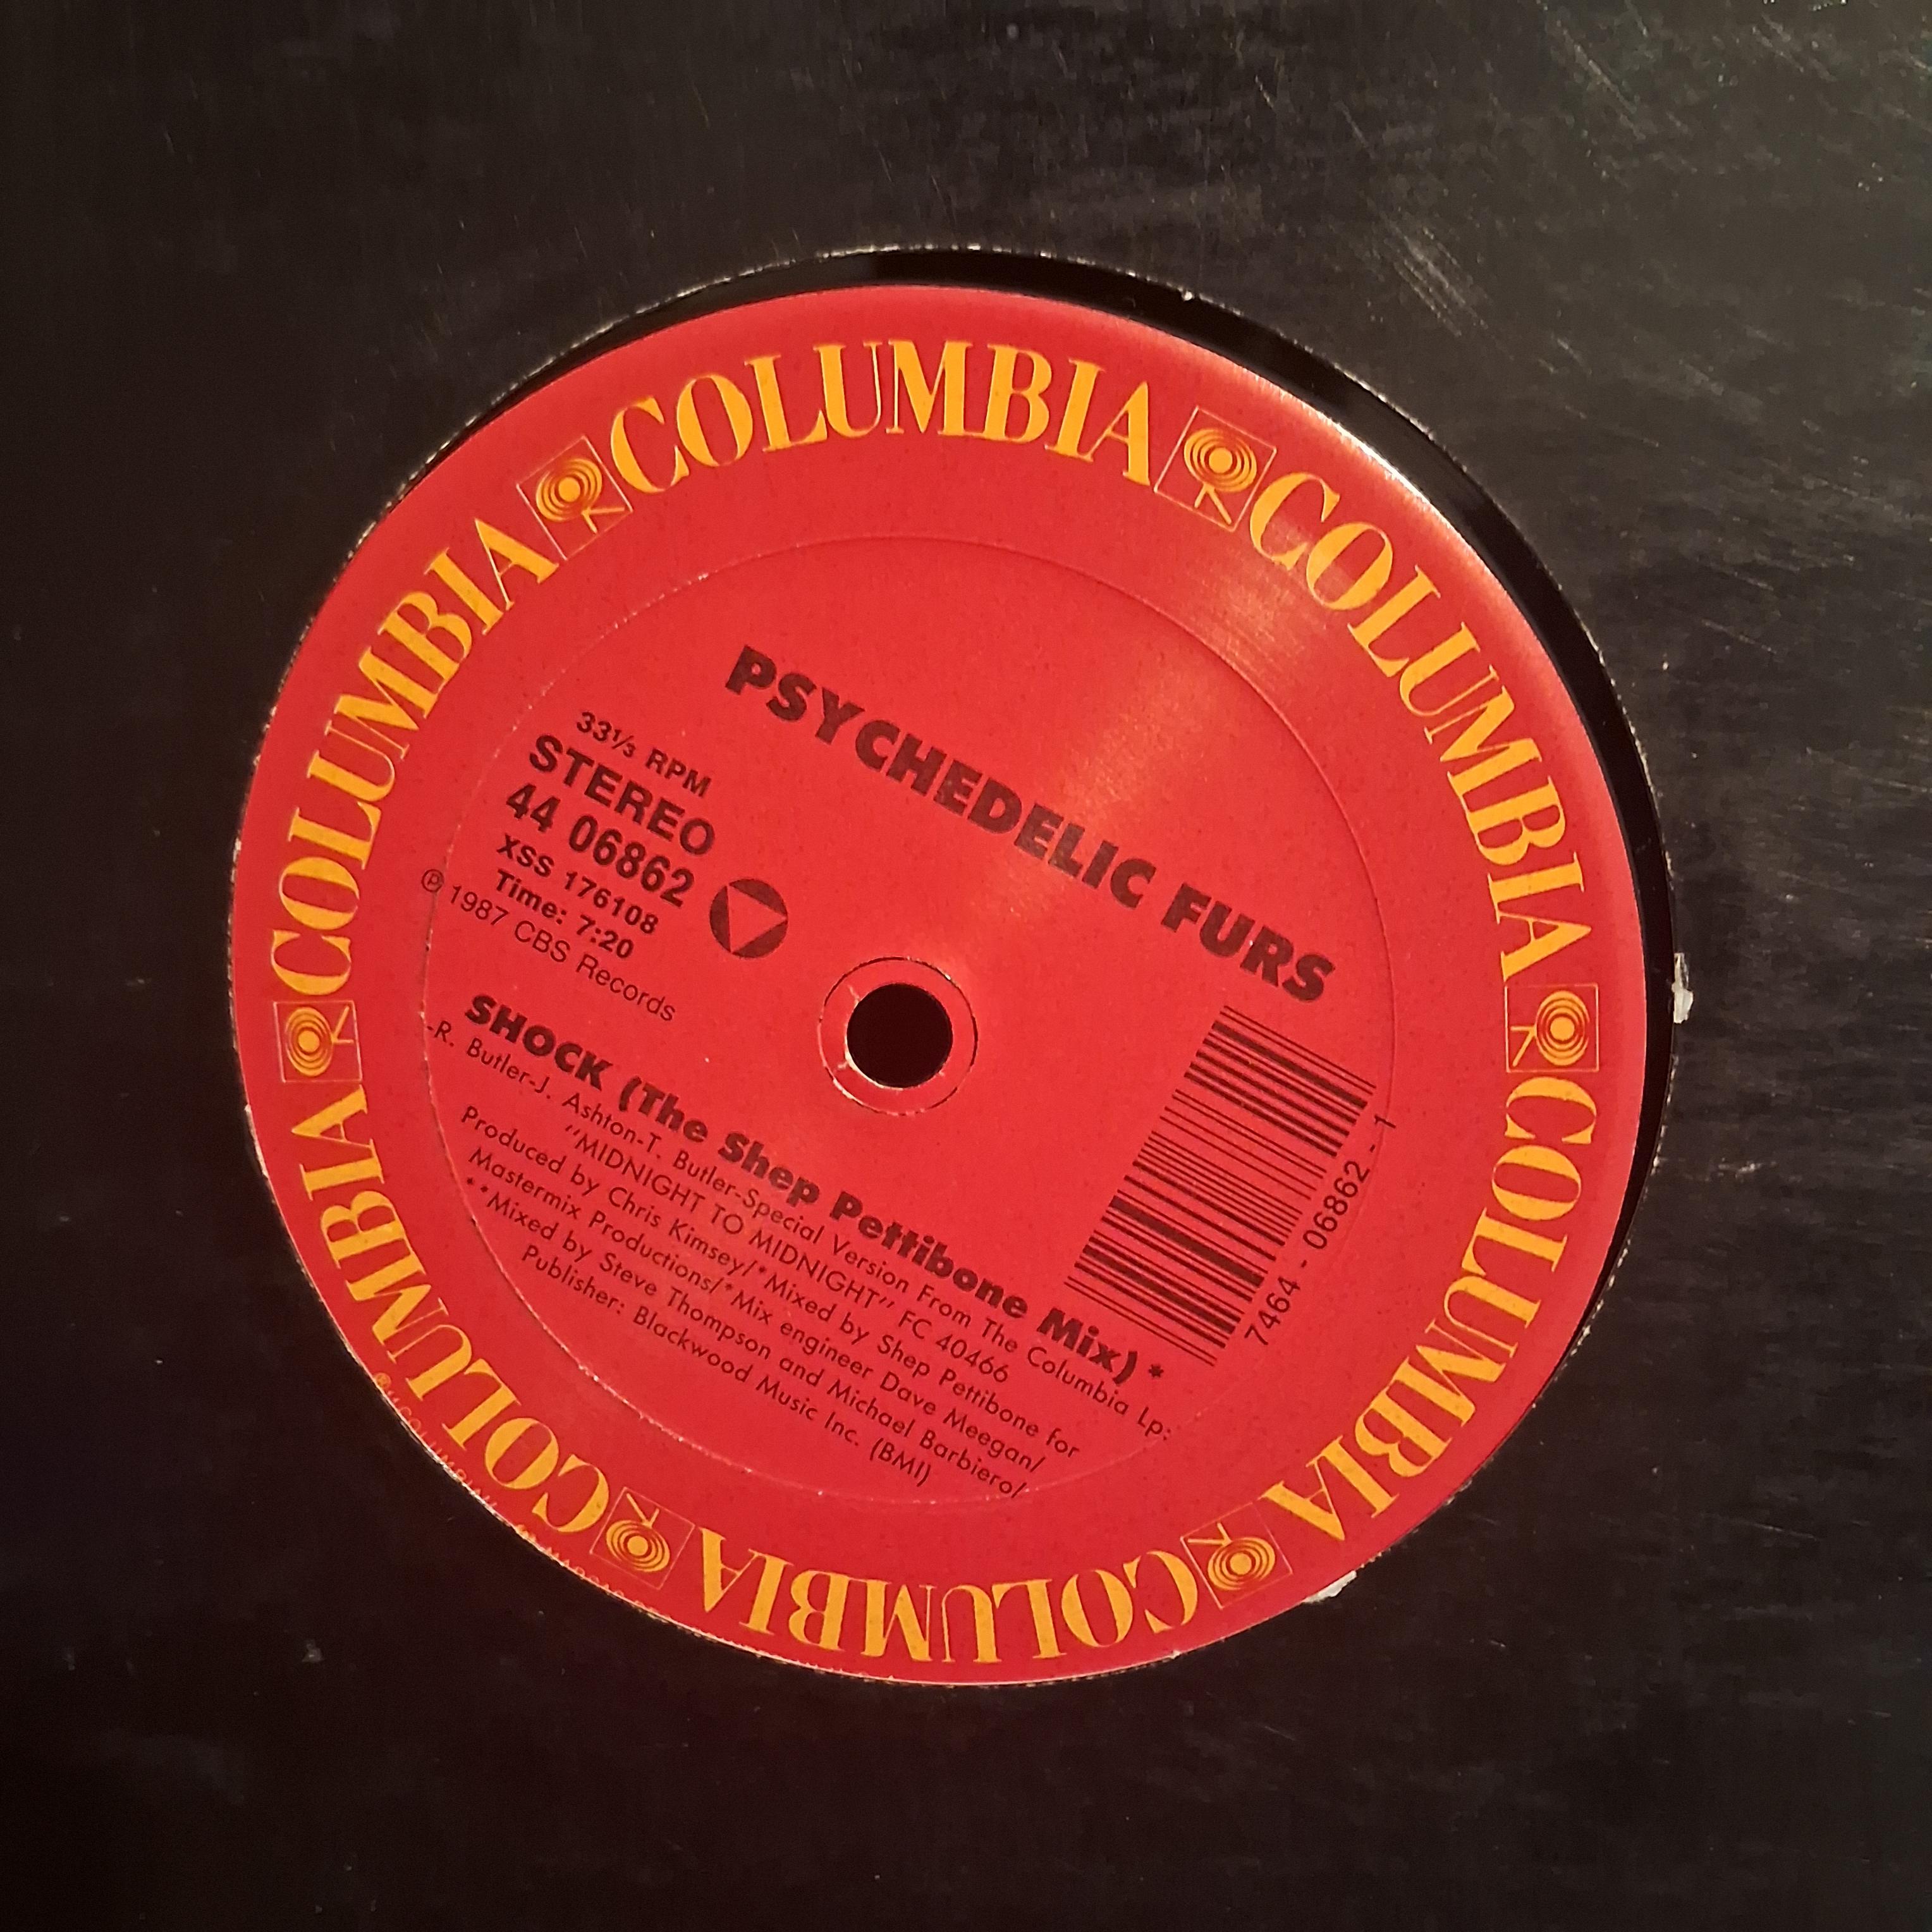 COLUMBIA COLUMBIA COLUMBIA COLUMBIA COLUMBIA COLUMBIA
PSYCHEDELIC FURS
33⅓ RPM
STEREO
44 06862
XSS 176108
Time: 7:20
℗ 1987 CBS Records
7464 - 06862 - 1
SHOCK (The Shep Pettibone Mix) *
-R. Butler-J. Ashton-T. Butler-Special Version From The Columbia Lp:
"MIDNIGHT TO MIDNIGHT" FC 40466
Produced by Chris Kimsey/*Mixed by Shep Pettibone for
Mastermix Productions/*Mix engineer Dave Meegan/
**Mixed by Steve Thompson and Michael Barbiero/
Publisher: Blackwood Music Inc. (BMI)